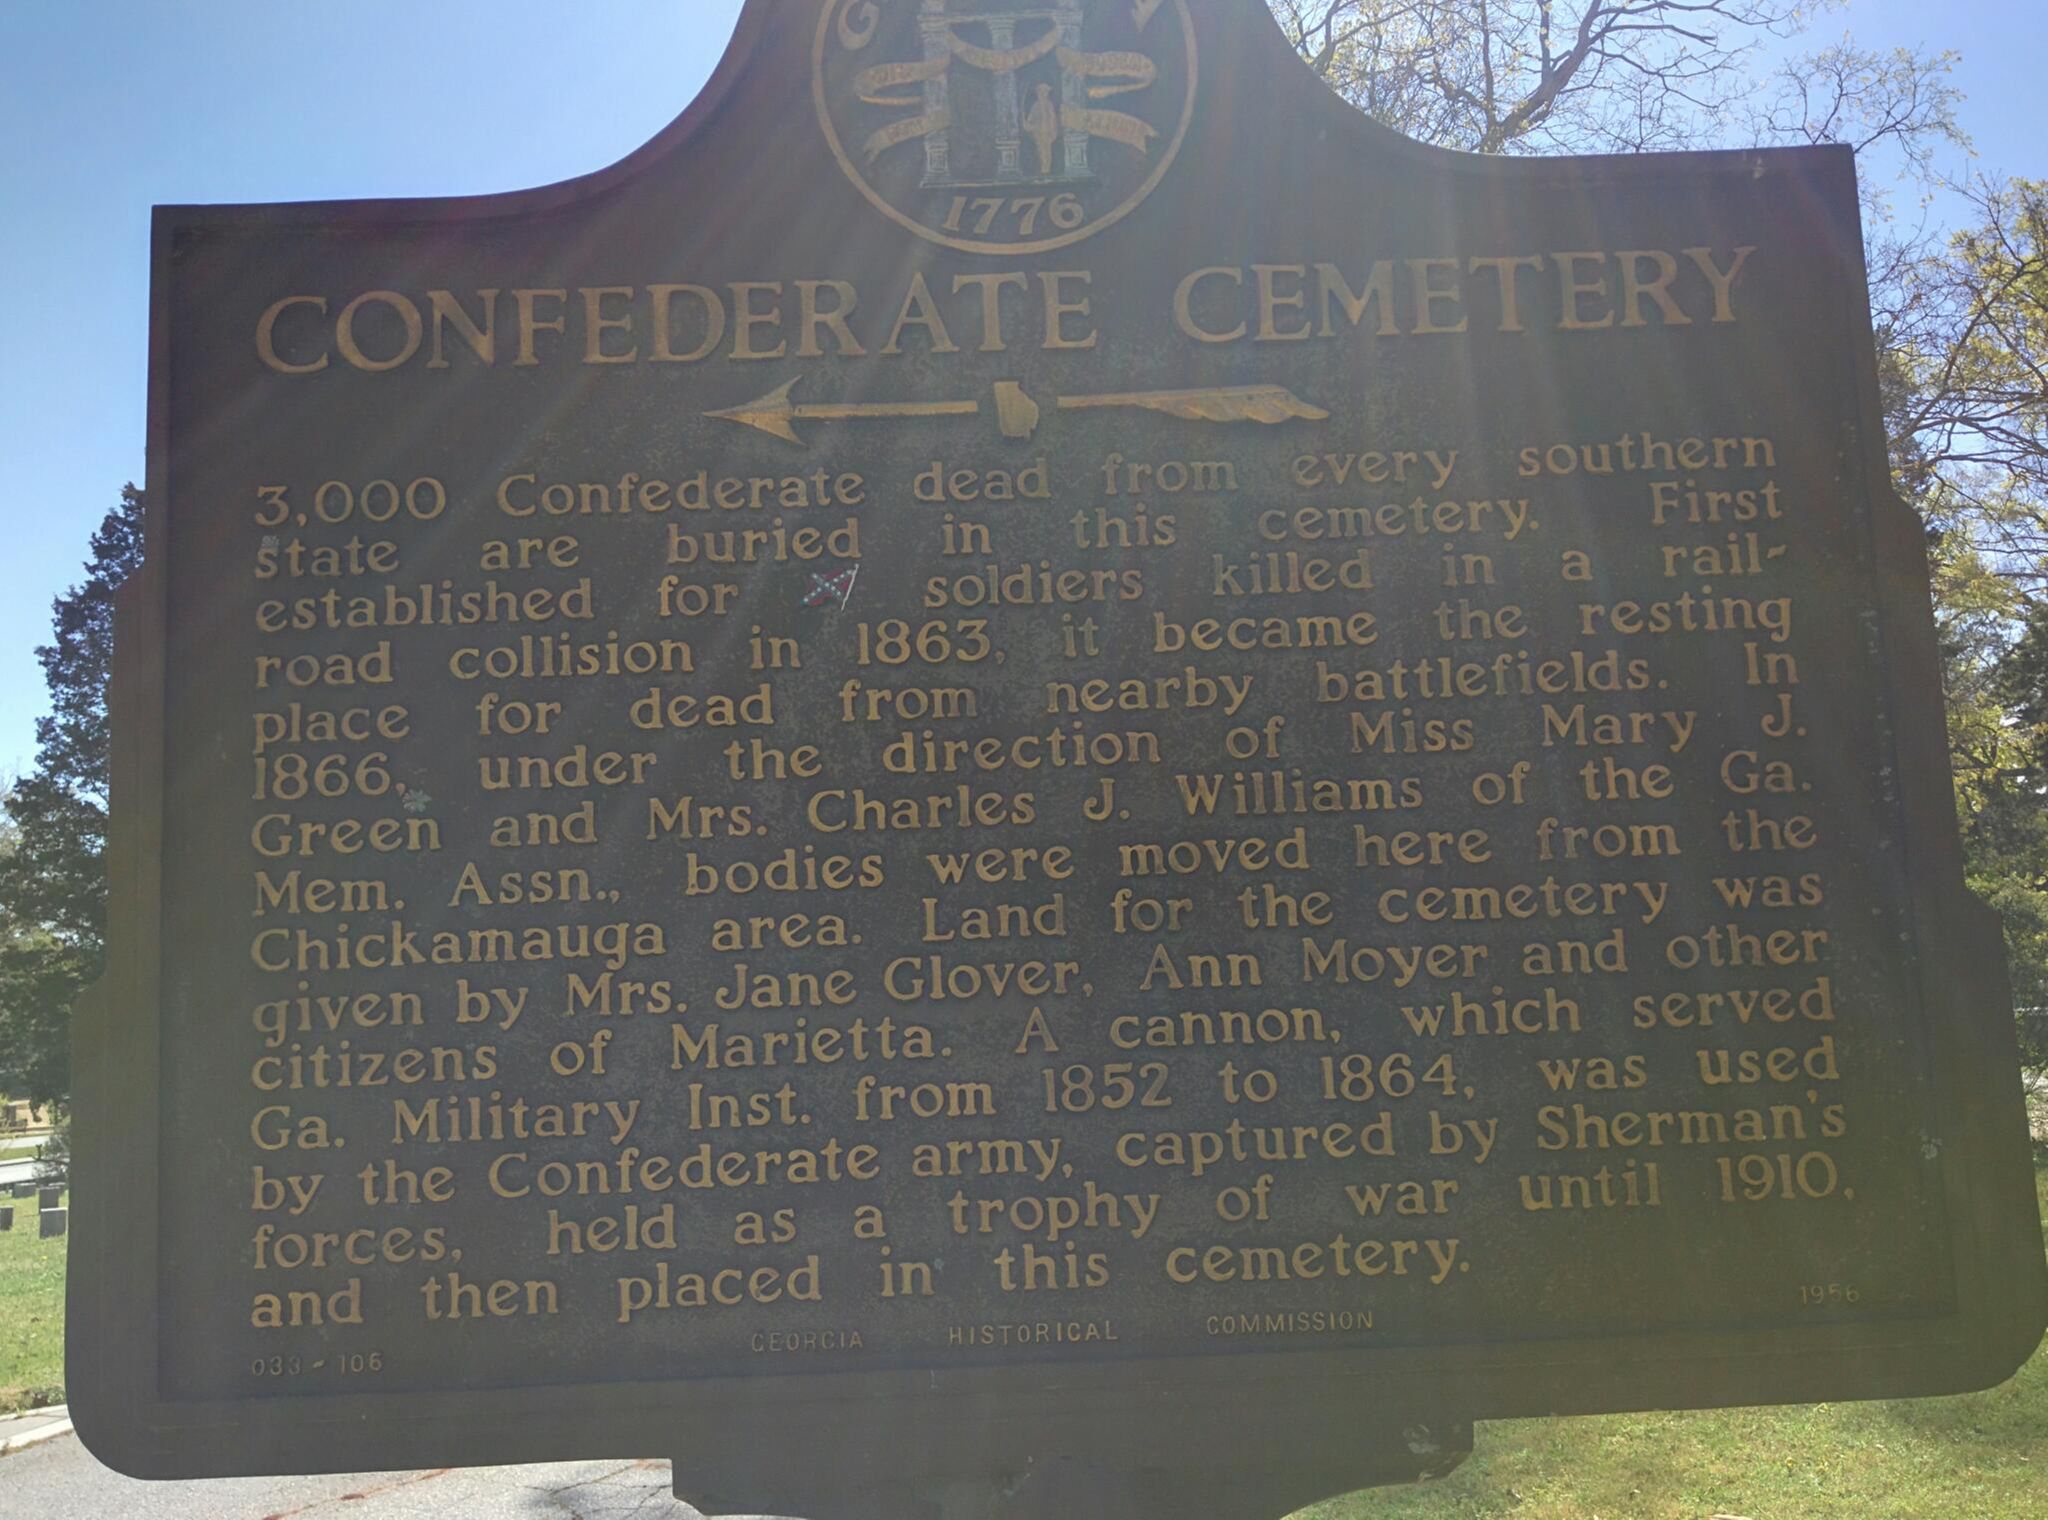 1776
CONFEDERATE CEMETERY
3,000 Confederate dead from every southern
state are buried in this cemetery. First
established for soldiers killed in a rail-
road collision in 1863, it became the resting
place for dead from nearby battlefields. In
1866, under the direction of Miss Mary J.
Green and Mrs. Charles J. Williams of the Ga.
Mem. Assn., bodies were moved here from the
Chickamauga area. Land for the cemetery was
given by Mrs. Jane Glover, Ann Moyer and other
citizens of Marietta. A cannon, which served
Ga. Military Inst. from 1852 to 1864, was used
by the Confederate army, captured by Sherman's
forces, held as a trophy of war until 1910,
and then placed in this cemetery.
033-106 GEORGIA HISTORICAL COMMISSION 1956